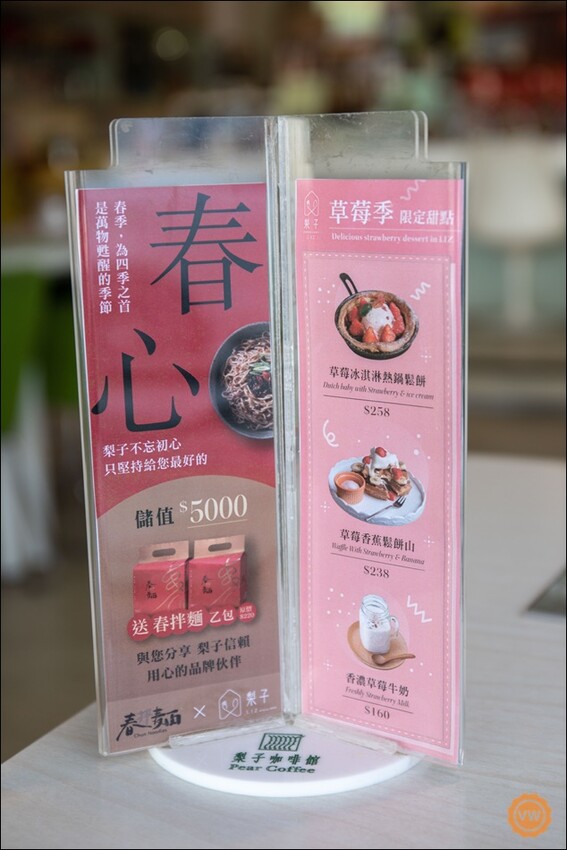 春心
春季，為四季之首
是萬物甦醒的季節
梨子不忘初心
只堅持給您最好的
儲值 $5000
春麵
送 春拌麵 乙包
與您分享 梨子信賴
用心的品牌伙伴
×
梨子
梨子
草莓季 限定甜點
Delicious strawberry dessert in LIZ
草莓冰淇淋熱鍋鬆餅
Dutch baby with Strawberry & ice cream
$258
草莓香蕉鬆餅山
Waffle With Strawberry & Banana
$238
香濃草莓牛奶
Freshly Strawberry Milk
$160
梨子咖啡館
Pear Coffee
VW